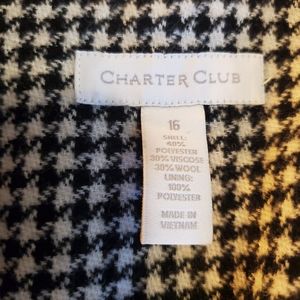 CHARTER CLUB
16
SHELL:
40%
POLYESTER
30% VISCOSE
30% WOOL
LINING:
100%
POLYESTER
MADE IN
VIETNAM